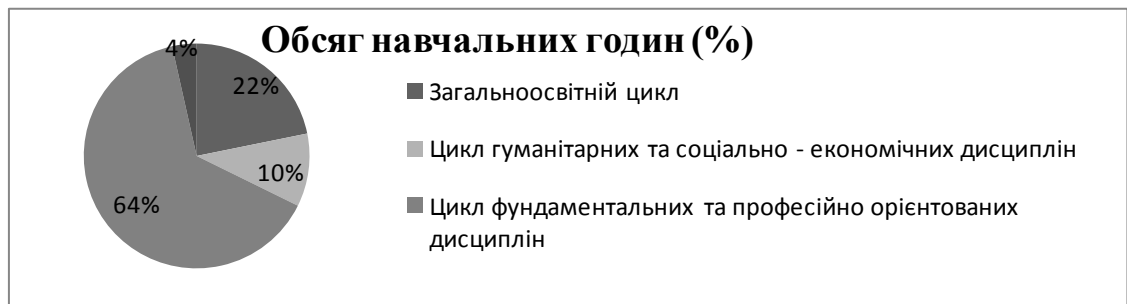 Обсяг навчальних годин (%)
4%
22%
10%
64%
Загальноосвітній цикл
Цикл гуманітарних та соціально - економічних дисциплін
Цикл фундаментальних та професійно орієнтованих
дисциплін